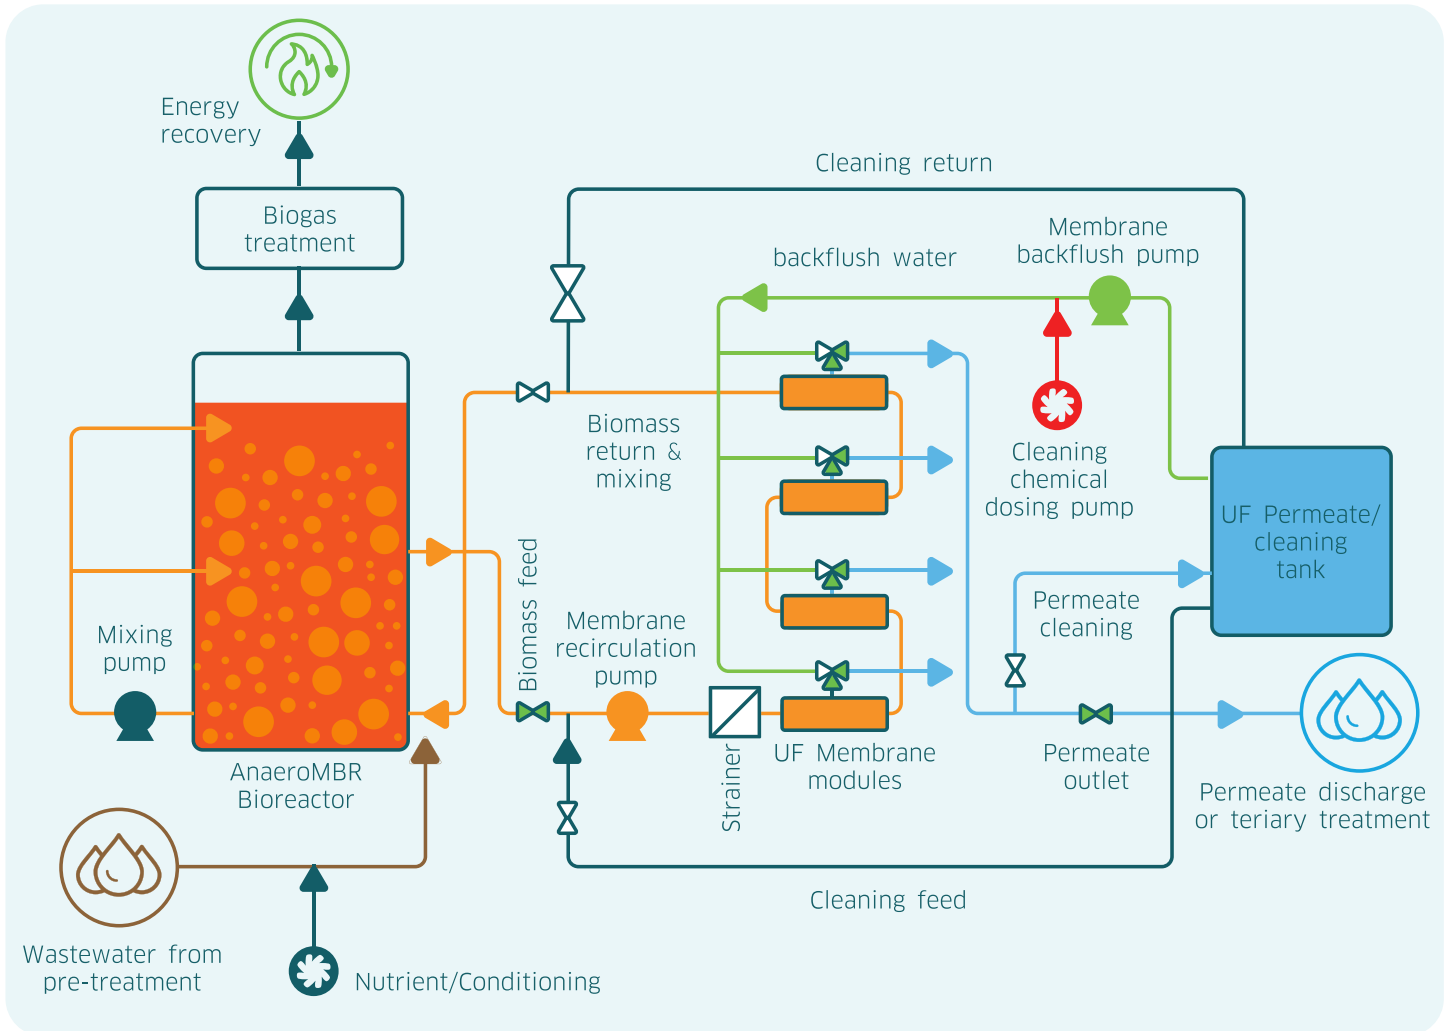 Energy
recovery
Cleaning return
Biogas
treatment
Membrane
backflush pump
backflush water
Biomass
return &
mixing
Cleaning
chemical
dosing pump
UF Permeate/
cleaning
tank
Biomass feed
Permeate
cleaning
Mixing
pump
Membrane
recirculation
pump
Strainer
UF Membrane
modules
Permeate
outlet
AnaeroMBR
Bioreactor
Permeate discharge
or teriary treatment
Cleaning feed
Wastewater from
pre-treatment
Nutrient/Conditioning